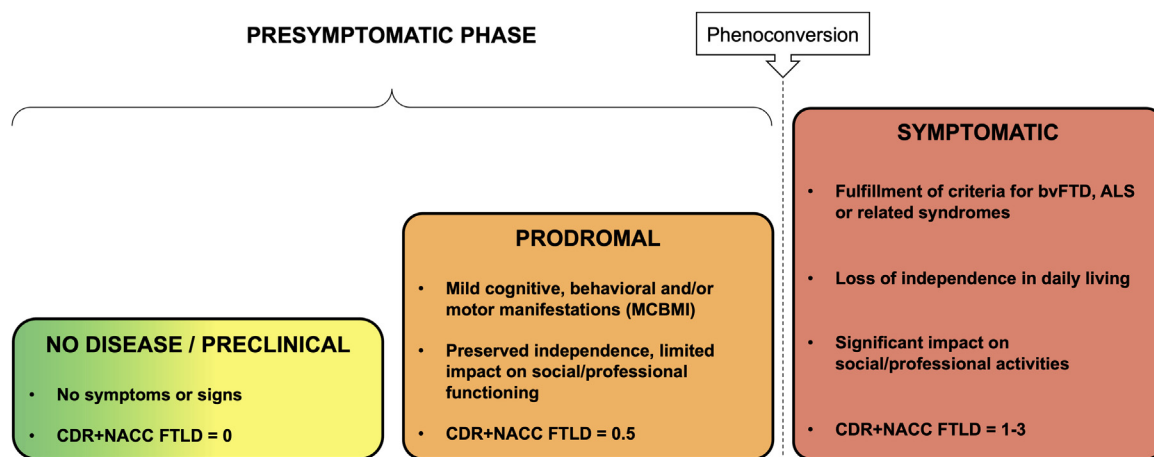 PRESYMPTOMATIC PHASE
Phenoconversion
NO DISEASE / PRECLINICAL
• No symptoms or signs
• CDR+NACC FTLD = 0
PRODROMAL
• Mild cognitive, behavioral and/or
motor manifestations (MCBMI)
• Preserved independence, limited
impact on social/professional
functioning
• CDR+NACC FTLD = 0.5
SYMPTOMATIC
• Fulfillment of criteria for bvFTD, ALS
or related syndromes
• Loss of independence in daily living
• Significant impact on
social/professional activities
• CDR+NACC FTLD = 1-3